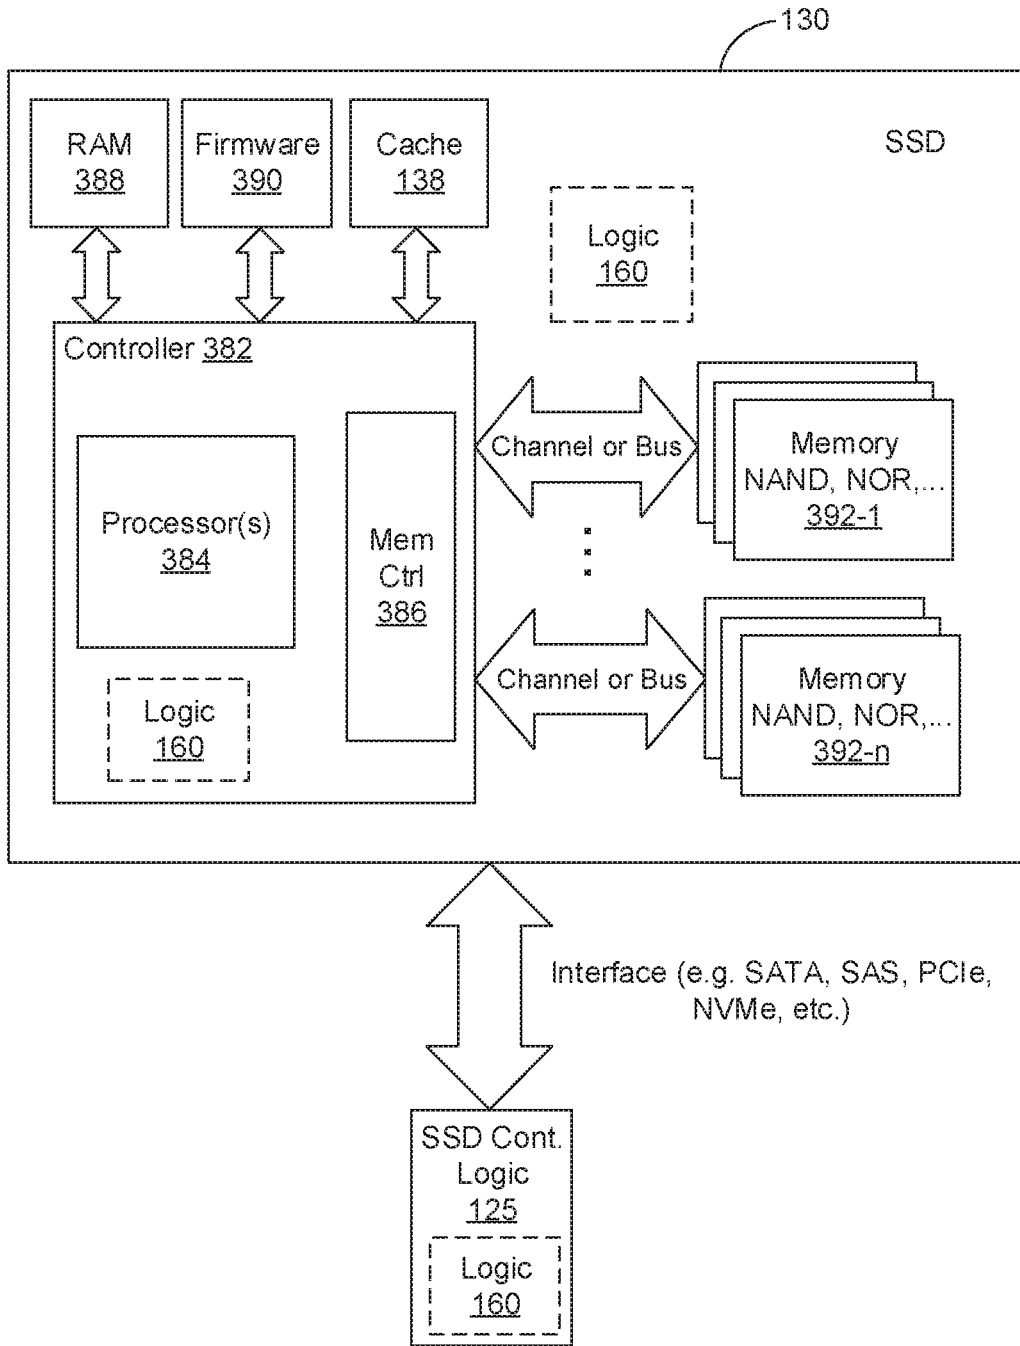 130
RAM
388
Firmware
390
Cache
138
SSD
Logic
160
Controller 382
Processor(s)
384
Mem
Ctrl
386
Logic
160
Channel or Bus
Memory
NAND, NOR,...
392-1
Channel or Bus
Memory
NAND, NOR,...
392-n
Interface (e.g. SATA, SAS, PCIe,
NVMe, etc.)
SSD Cont.
Logic
125
Logic
160